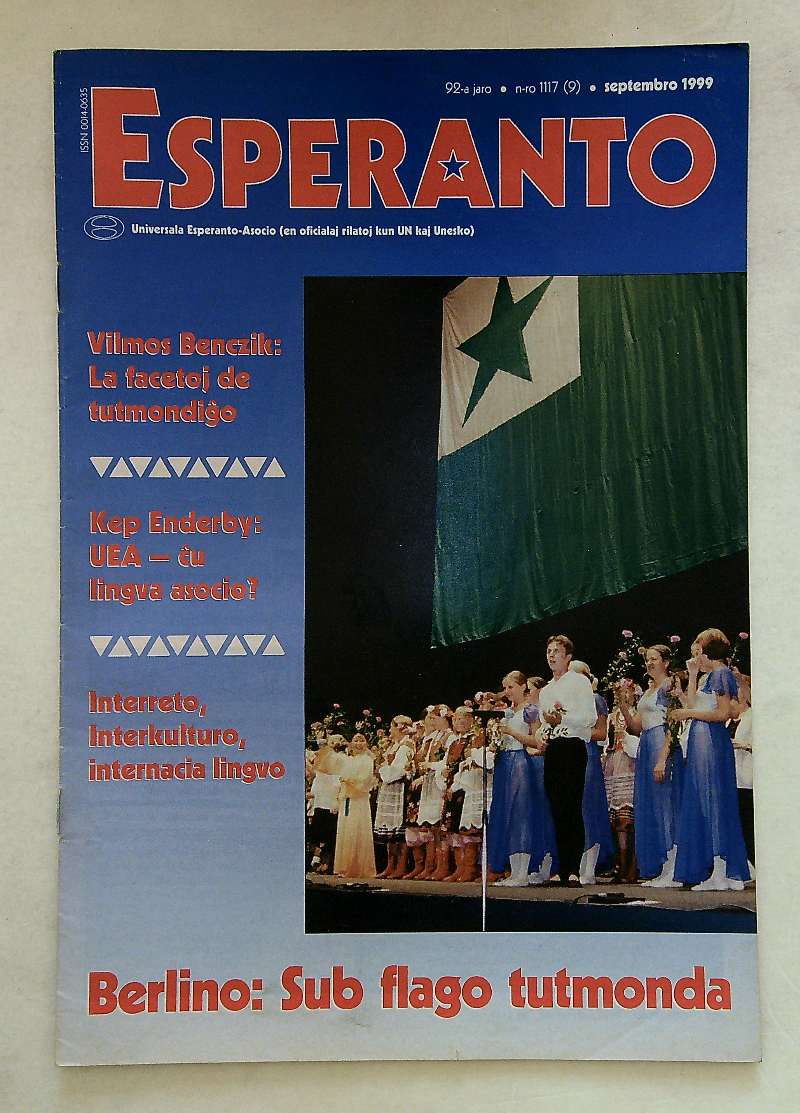 92-a jaro • n-ro 1117 (9) • septembro 1999
ISSN 0014-0635
ESPERANTO
Universala Esperanto-Asocio (en oficialaj rilatoj kun UN kaj Unesko)
Vilmos Benczik:
La facetoj de
tutmondiĝo
Kep Enderby:
UEA — ĉu
lingva asocio?
Interreto,
Interkulturo,
internacia lingvo
Berlino: Sub flago tutmonda